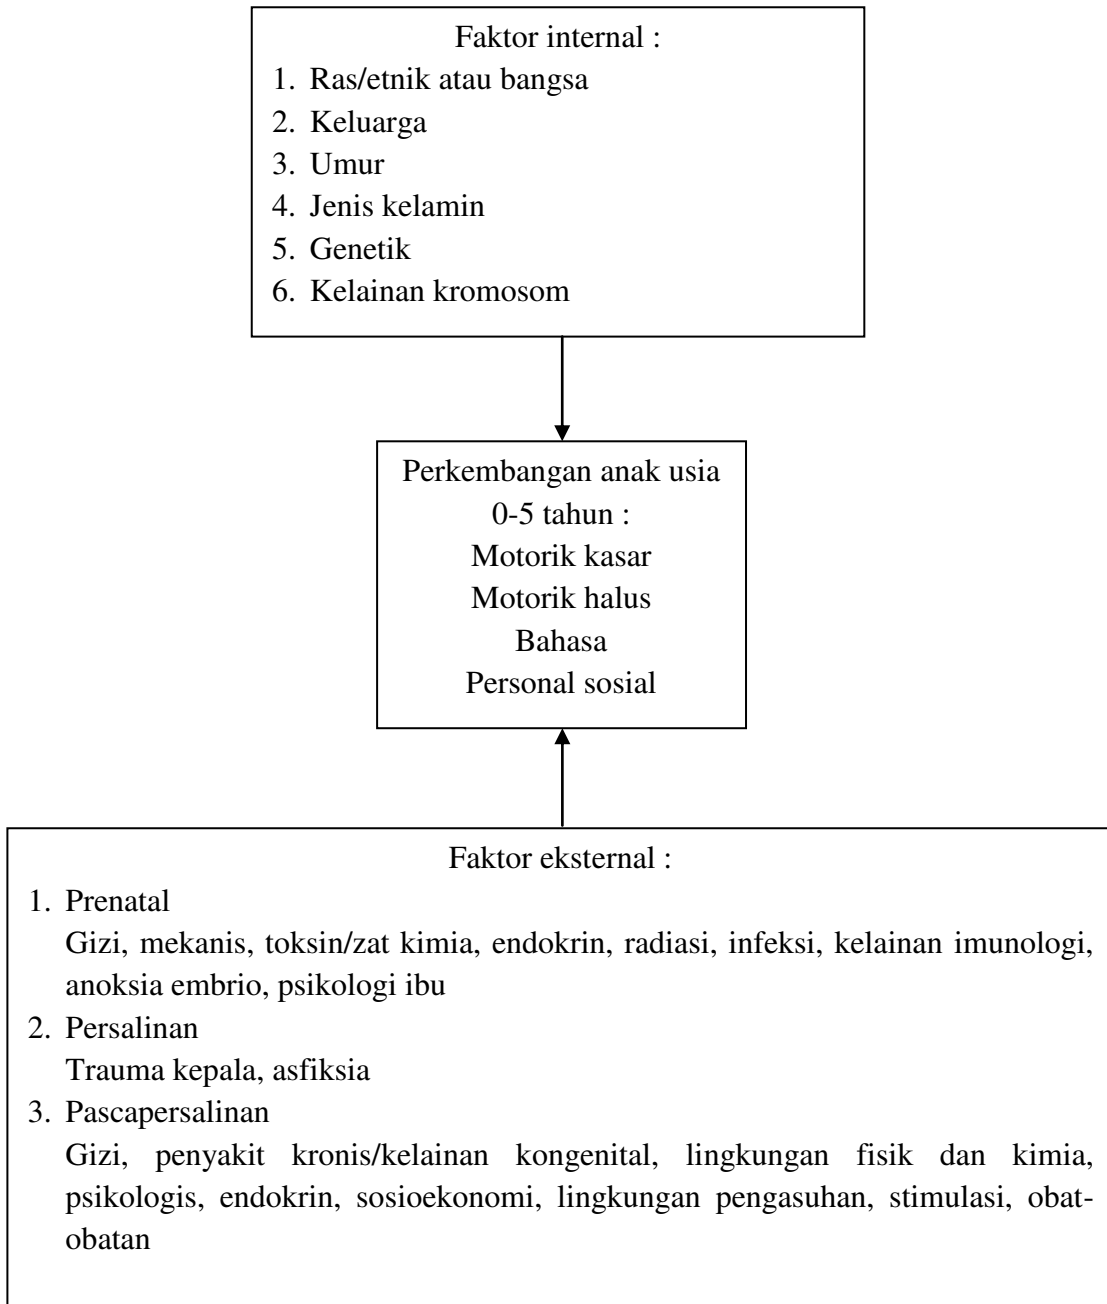 Faktor internal :
1. Ras/etnik atau bangsa
2. Keluarga
3. Umur
4. Jenis kelamin
5. Genetik
6. Kelainan kromosom
Perkembangan anak usia
0-5 tahun :
Motorik kasar
Motorik halus
Bahasa
Personal sosial
Faktor eksternal :
1. Prenatal
Gizi, mekanis, toksin/zat kimia, endokrin, radiasi, infeksi, kelainan imunologi,
anoksia embrio, psikologi ibu
2. Persalinan
Trauma kepala, asfiksia
3. Pascapersalinan
Gizi, penyakit kronis/kelainan kongenital, lingkungan fisik dan kimia,
psikologis, endokrin, sosioekonomi, lingkungan pengasuhan, stimulasi, obat-
obatan